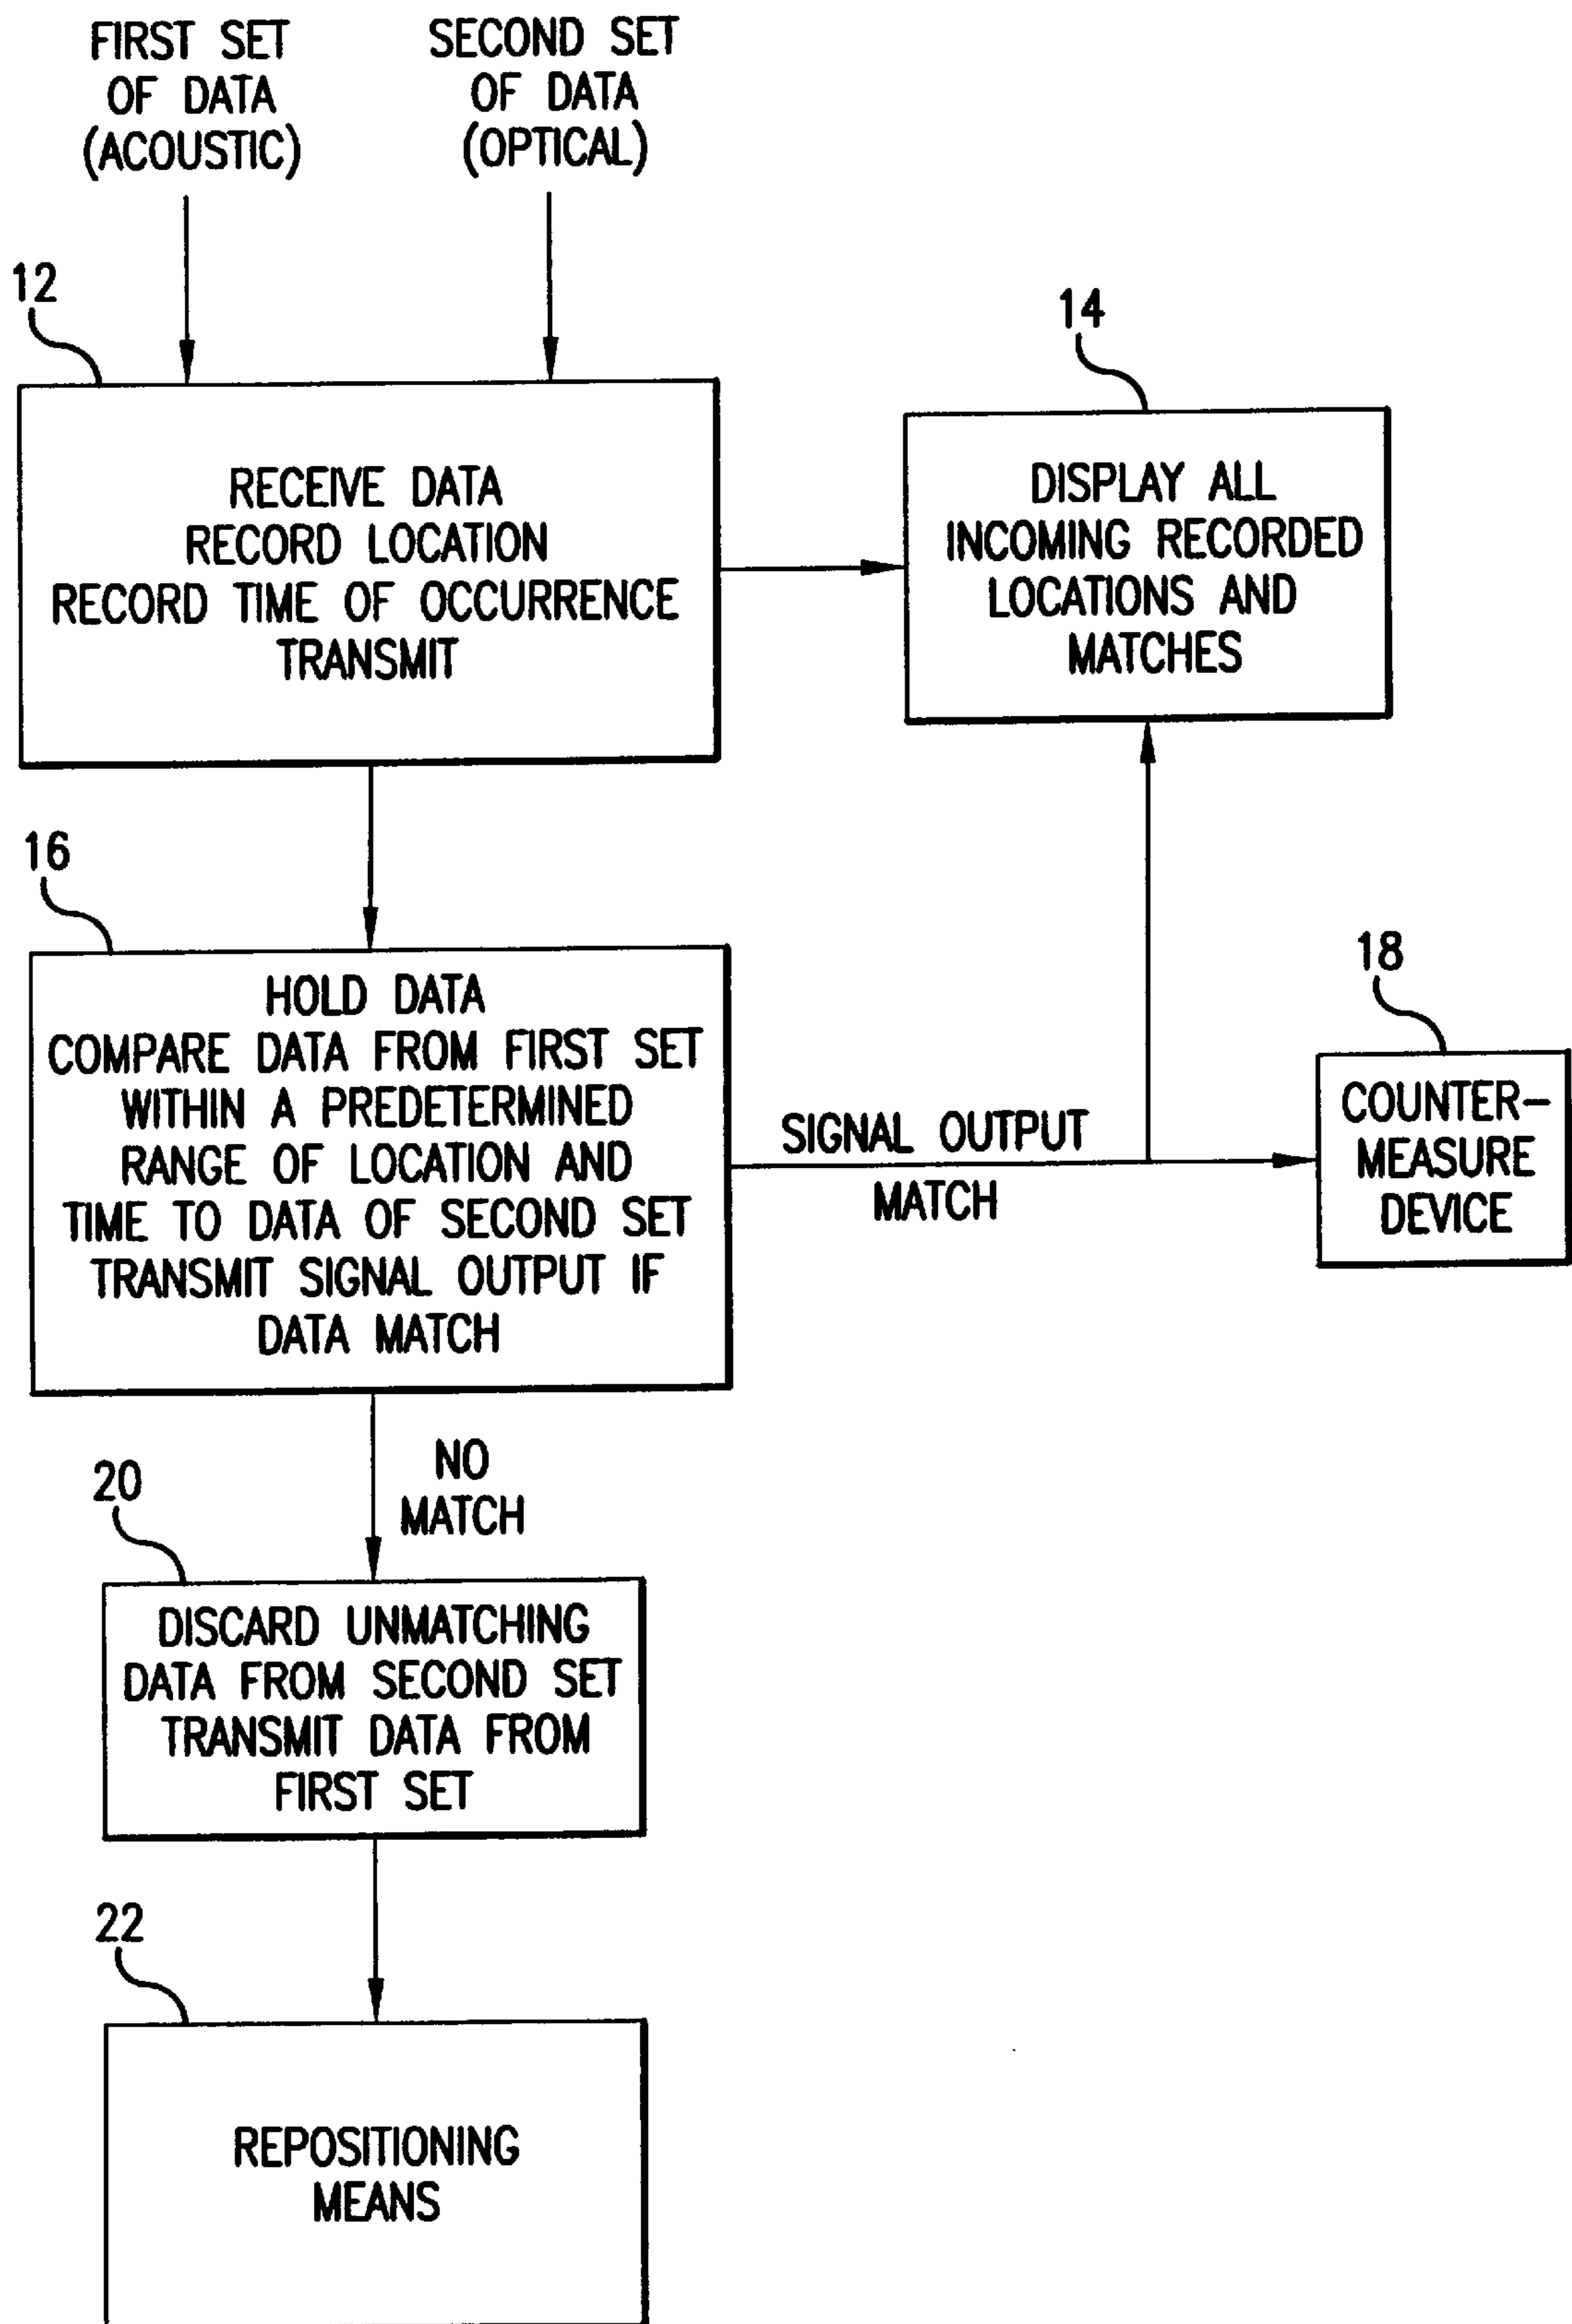 FIRST SET
OF DATA
(ACOUSTIC)
SECOND SET
OF DATA
(OPTICAL)
12
RECEIVE DATA
RECORD LOCATION
RECORD TIME OF OCCURRENCE
TRANSMIT
14
DISPLAY ALL
INCOMING RECORDED
LOCATIONS AND
MATCHES
16
HOLD DATA
COMPARE DATA FROM FIRST SET
WITHIN A PREDETERMINED
RANGE OF LOCATION AND
TIME TO DATA OF SECOND SET
TRANSMIT SIGNAL OUTPUT IF
DATA MATCH
SIGNAL OUTPUT
MATCH
18
COUNTER-
MEASURE
DEVICE
NO
MATCH
20
DISCARD UNMATCHING
DATA FROM SECOND SET
TRANSMIT DATA FROM
FIRST SET
22
REPOSITIONING
MEANS